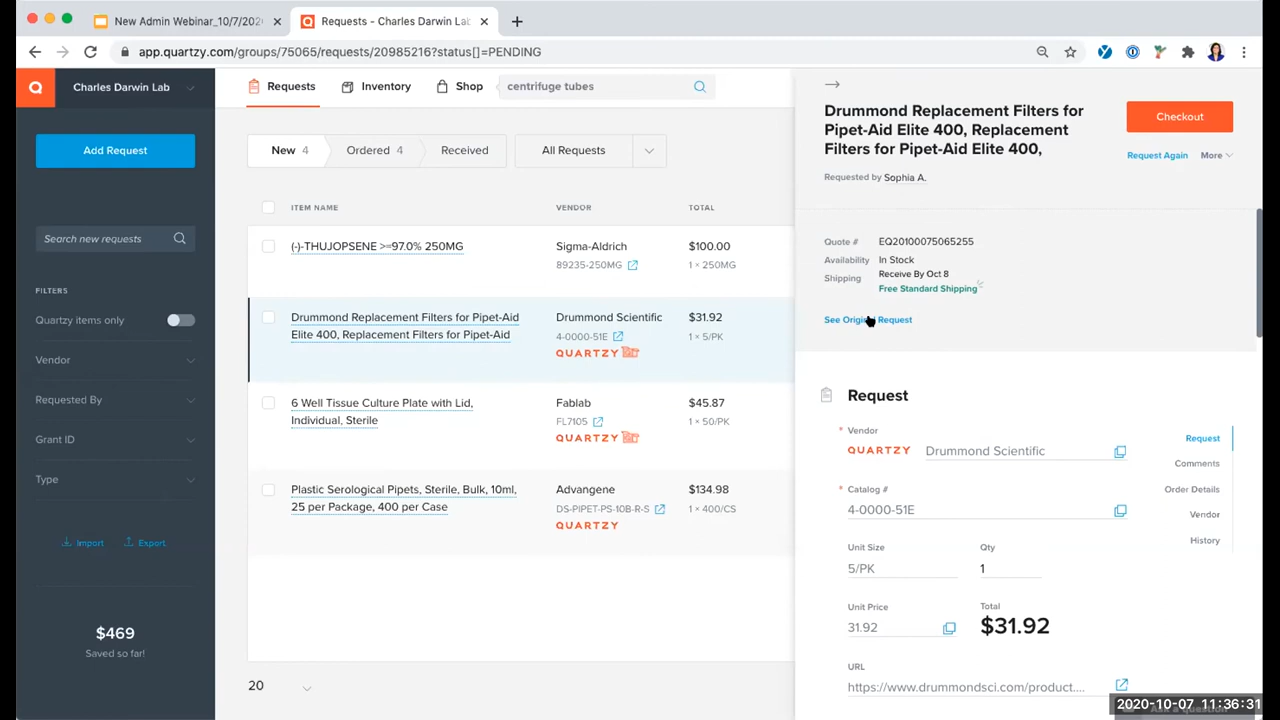 New Admin Webinar_10/7/202
Requests - Charles Darwin Lab
app.quartzy.com/groups/75065/requests/20985216?status[]=PENDING
Charles Darwin Lab
Requests
Inventory
Shop
centrifuge tubes
Add Request
Search new requests
FILTERS
Quartzy items only
Vendor
Requested By
Grant ID
Type
Import
Export
$469
Saved so far!
New 4
Ordered 4
Received
All Requests
ITEM NAME
VENDOR
TOTAL
(-)-THUJOPSENE >=97.0% 250MG
Sigma-Aldrich
$100.00
89235-250MG
1 × 250MG
Drummond Replacement Filters for Pipet-Aid
Drummond Scientific
$31.92
Elite 400, Replacement Filters for Pipet-Aid
4-0000-51E
1 × 5/PK
QUARTZY
6 Well Tissue Culture Plate with Lid,
Fablab
$45.87
Individual, Sterile
FL7105
1 × 50/PK
QUARTZY
Plastic Serological Pipets, Sterile, Bulk, 10ml,
Advangene
$134.98
25 per Package, 400 per Case
DS-PIPET-PS-10B-R-S
1 × 400/CS
QUARTZY
20
Drummond Replacement Filters for
Pipet-Aid Elite 400, Replacement
Filters for Pipet-Aid Elite 400,
Checkout
Request Again
More
Requested by Sophia A.
Quote #
EQ20100075065255
Availability
In Stock
Shipping
Receive By Oct 8
Free Standard Shipping
See Original Request
Request
* Vendor
QUARTZY
Drummond Scientific
* Catalog #
4-0000-51E
Unit Size
Qty
5/PK
1
Unit Price
Total
31.92
$31.92
URL
https://www.drummondsci.com/product....
Request
Comments
Order Details
Vendor
History
2020-10-07 11:36:31